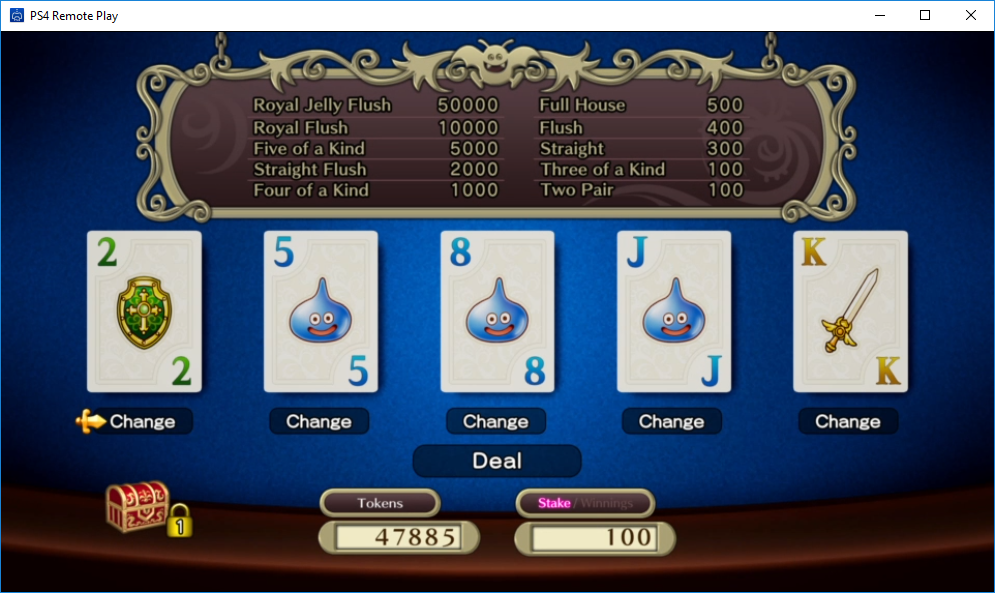 PS4 Remote Play
Royal Jelly Flush 50000 Full House 500
Royal Flush 10000 Flush 400
Five of a Kind 5000 Straight 300
Straight Flush 2000 Three of a Kind 100
Four of a Kind 1000 Two Pair 100
2 5 8 J K
2 5 8 J K
Change Change Change Change Change
Deal
Tokens Stake / Winnings
1
47885 100